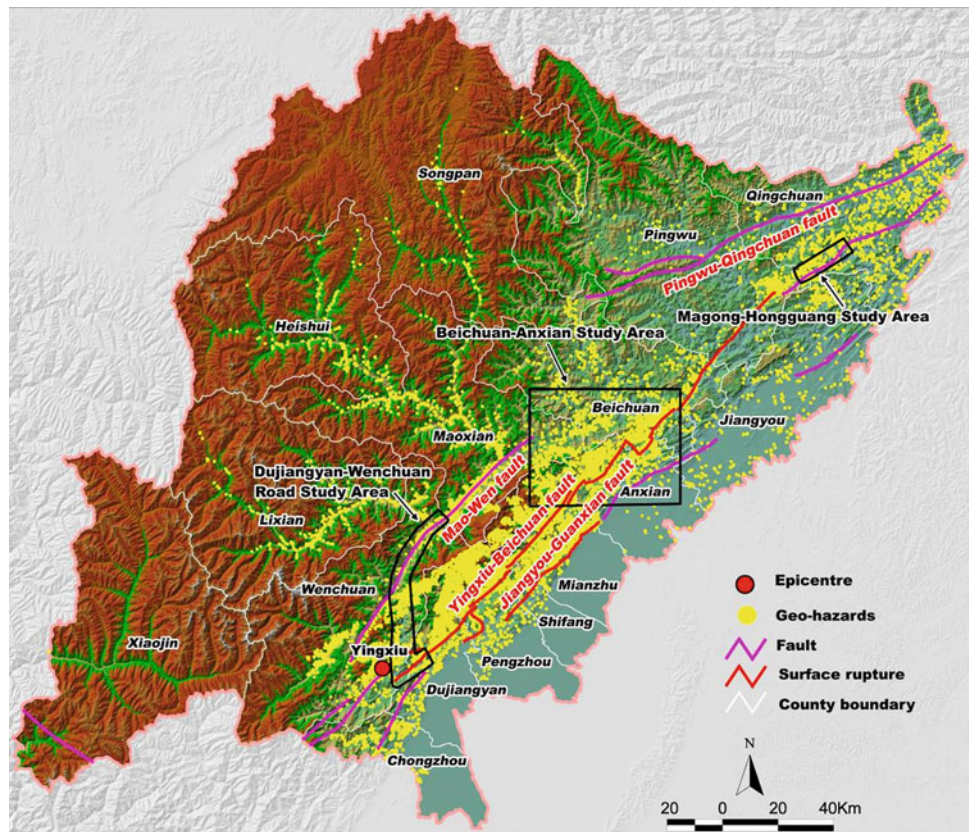 Songpan
Qingchuan
Pingwu
Pingwu-Qingchuan fault
Magong-Hongguang Study Area
Heishui
Beichuan-Anxian Study Area
Beichuan
Jiangyou
Maoxian
Dujiangyan-Wenchuan
Road Study Area
Mao-Wen fault
Anxian
Lixian
Yingxiu-Beichuan fault
Jiangyou-Guanxian fault
Wenchuan
Mianzhu
Shifang
Xiaojin
Yingxiu
Pengzhou
Dujiangyan
Chongzhou
Epicentre
Geo-hazards
Fault
Surface rupture
County boundary
N
20 0 20 40Km